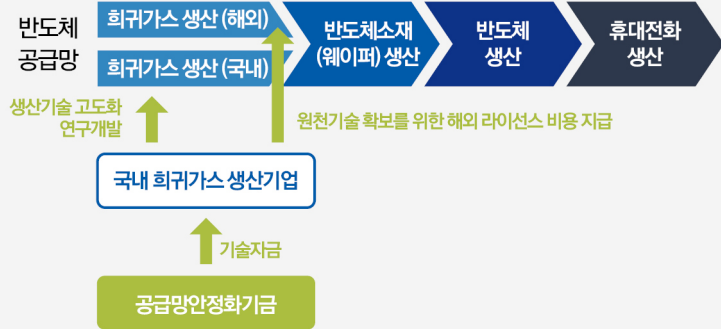 반도체
공급망
희귀가스 생산 (해외)
희귀가스 생산 (국내)
반도체소재
(웨이퍼) 생산
반도체
생산
휴대전화
생산
생산기술 고도화
연구개발
원천기술 확보를 위한 해외 라이선스 비용 지급
국내 희귀가스 생산기업
기술자금
공급망안정화기금